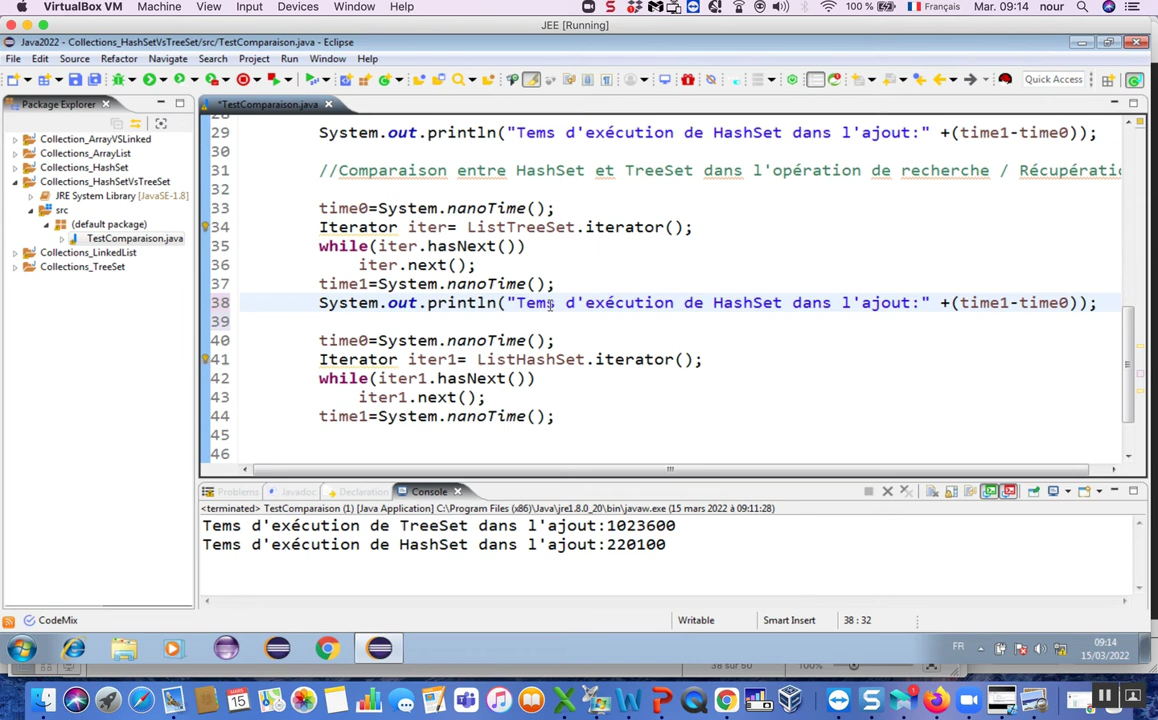 VirtualBox VM Machine View Input Devices Window Help 100 % Français Mar. 09:14 nour
JEE [Running]
Java2022 - Collections_HashSetVsTreeSet/src/TestComparaison.java - Eclipse
File Edit Source Refactor Navigate Search Project Run Window Help
Quick Access
Package Explorer
*TestComparaison.java
Collection_ArrayVSLinked
Collections_ArrayList
Collections_HashSet
Collections_HashSetVsTreeSet
JRE System Library [JavaSE-1.8]
src
(default package)
TestComparaison.java
Collections_LinkedList
Collections_TreeSet
28
29 System.out.println("Tems d'exécution de HashSet dans l'ajout:" +(time1-time0));
30
31 //Comparaison entre HashSet et TreeSet dans l'opération de recherche / Récupératio
32
33 time0=System.nanoTime();
34 Iterator iter= ListTreeSet.iterator();
35 while(iter.hasNext())
36 iter.next();
37 time1=System.nanoTime();
38 System.out.println("Tems d'exécution de HashSet dans l'ajout:" +(time1-time0));
39
40 time0=System.nanoTime();
41 Iterator iter1= ListHashSet.iterator();
42 while(iter1.hasNext())
43 iter1.next();
44 time1=System.nanoTime();
45
46
Problems Javadoc Declaration Console
<terminated> TestComparaison (1) [Java Application] C:\Program Files (x86)\Java\jre1.8.0_20\bin\javaw.exe (15 mars 2022 à 09:11:28)
Tems d'exécution de TreeSet dans l'ajout:1023600
Tems d'exécution de HashSet dans l'ajout:220100
CodeMix
Writable Smart Insert 38 : 32
FR 09:14
15/03/2022
38 sur 50 100%
MARS
15